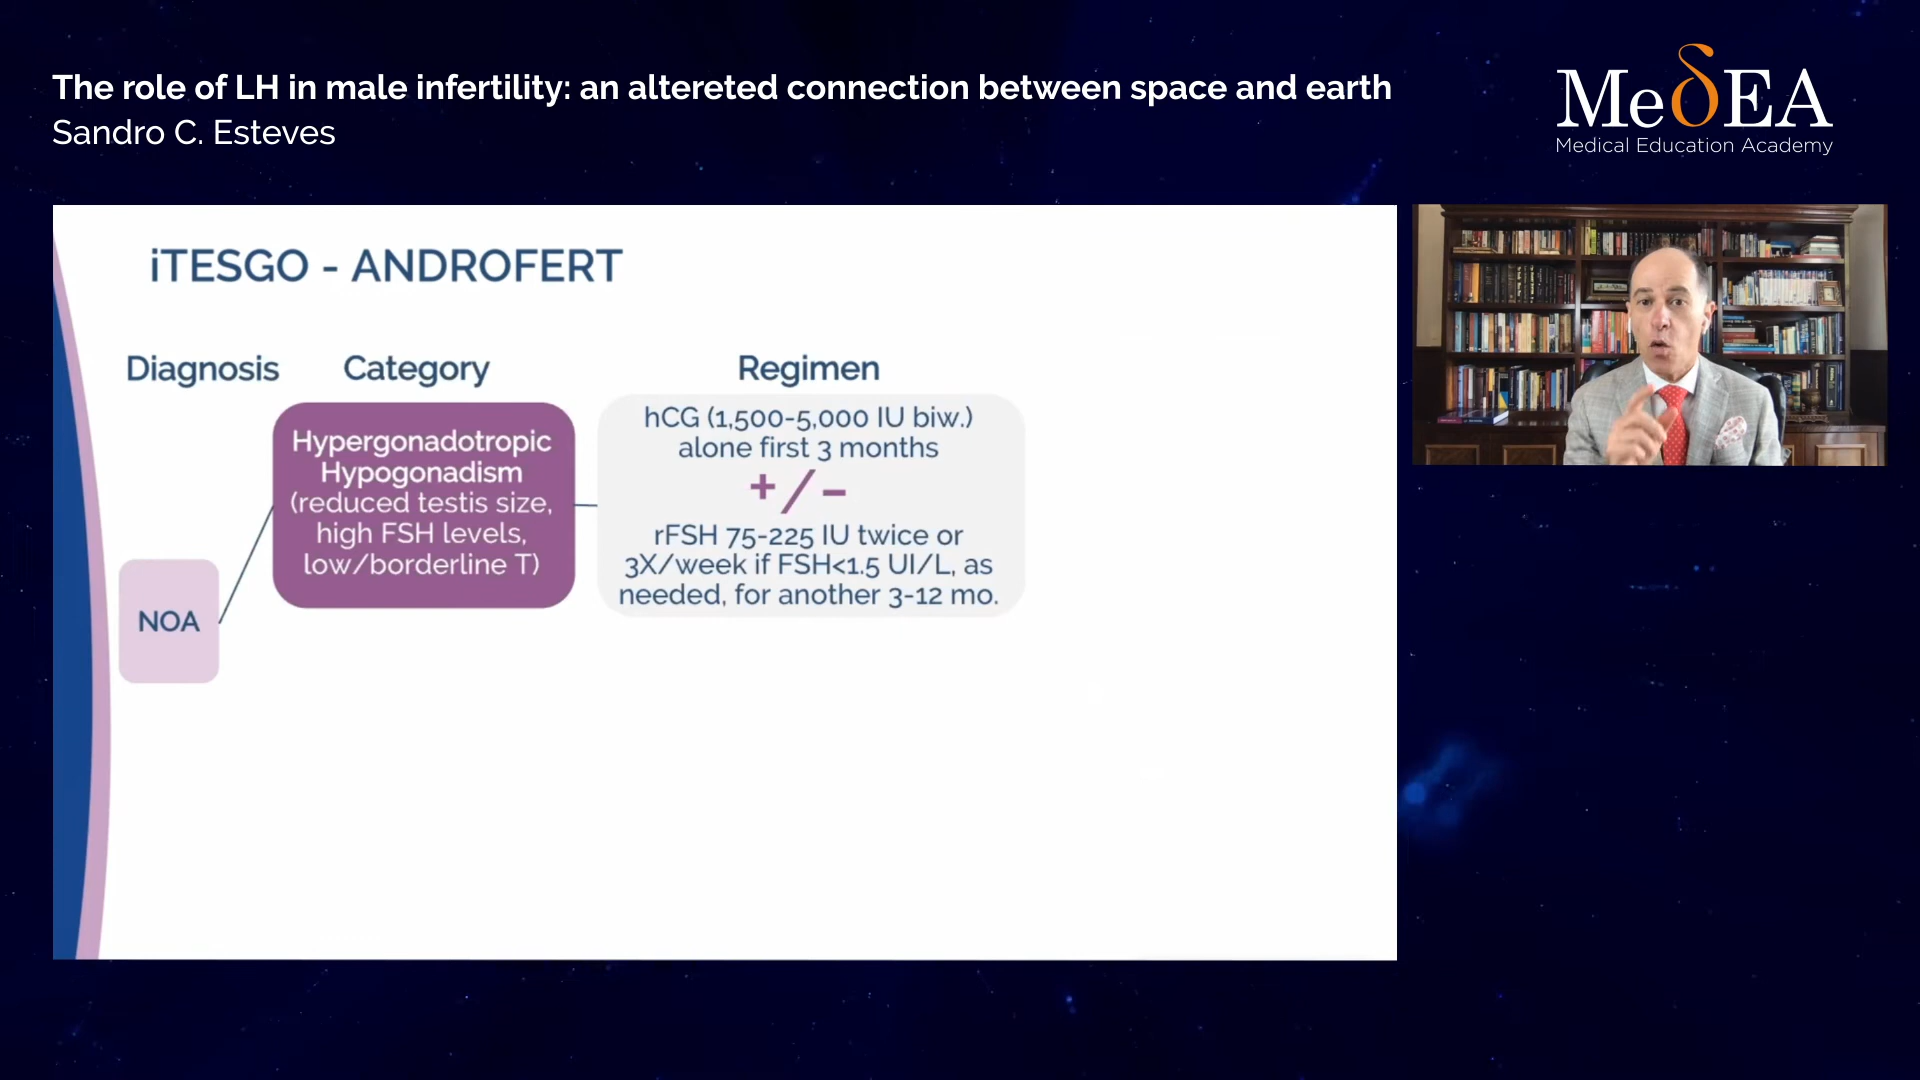 The role of LH in male infertility: an altereted connection between space and earth
Sandro C. Esteves
MeδEA
Medical Education Academy
iTESGO - ANDROFERT
Diagnosis
Category
Regimen
NOA
Hypergonadotropic
Hypogonadism
(reduced testis size,
high FSH levels,
low/borderline T)
hCG (1,500-5,000 IU biw.)
alone first 3 months
+/-
rFSH 75-225 IU twice or
3X/week if FSH<1.5 UI/L, as
needed, for another 3-12 mo.